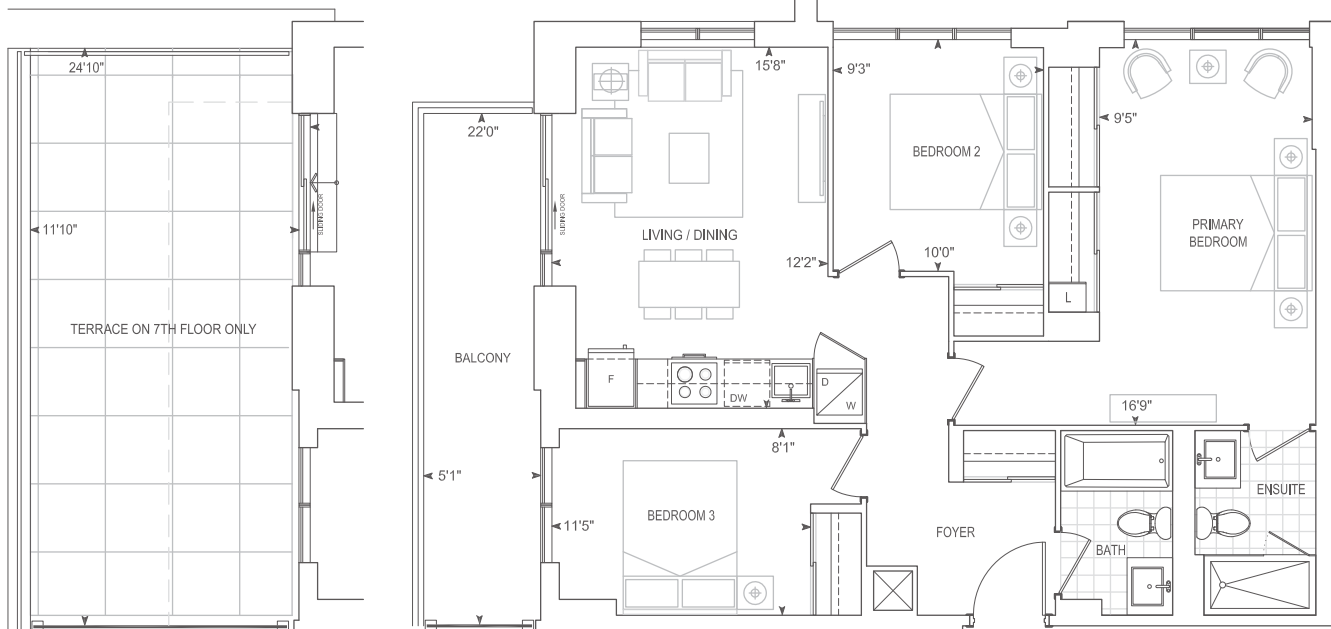 24'10"
11'10"
SLIDING DOOR
TERRACE ON 7TH FLOOR ONLY
22'0"
BALCONY
5'1"
SLIDING DOOR
15'8"
LIVING / DINING
12'2"
F
DW
D
W
9'3"
BEDROOM 2
10'0"
L
9'5"
PRIMARY
BEDROOM
16'9"
8'1"
11'5"
BEDROOM 3
FOYER
BATH
ENSUITE